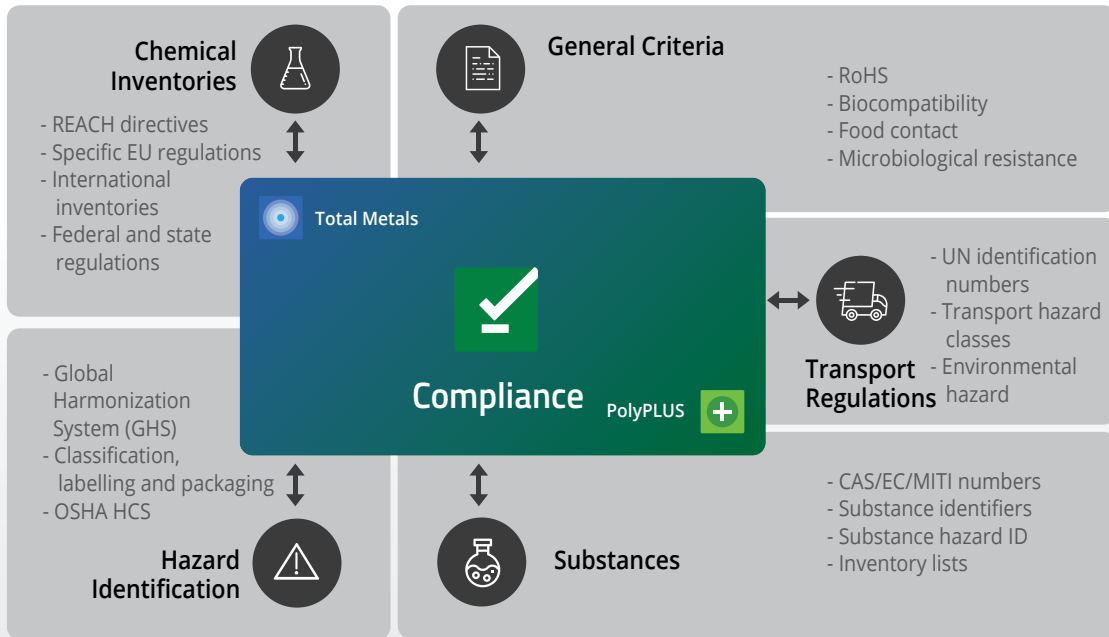 Chemical
Inventories
- REACH directives
- Specific EU regulations
- International
inventories
- Federal and state
regulations
General Criteria
- RoHS
- Biocompatibility
- Food contact
- Microbiological resistance
Total Metals
Compliance
PolyPLUS
- UN identification
numbers
- Transport hazard
classes
- Environmental
hazard
Transport
Regulations
- Global
Harmonization
System (GHS)
- Classification,
labelling and packaging
- OSHA HCS
Hazard
Identification
Substances
- CAS/EC/MITI numbers
- Substance identifiers
- Substance hazard ID
- Inventory lists